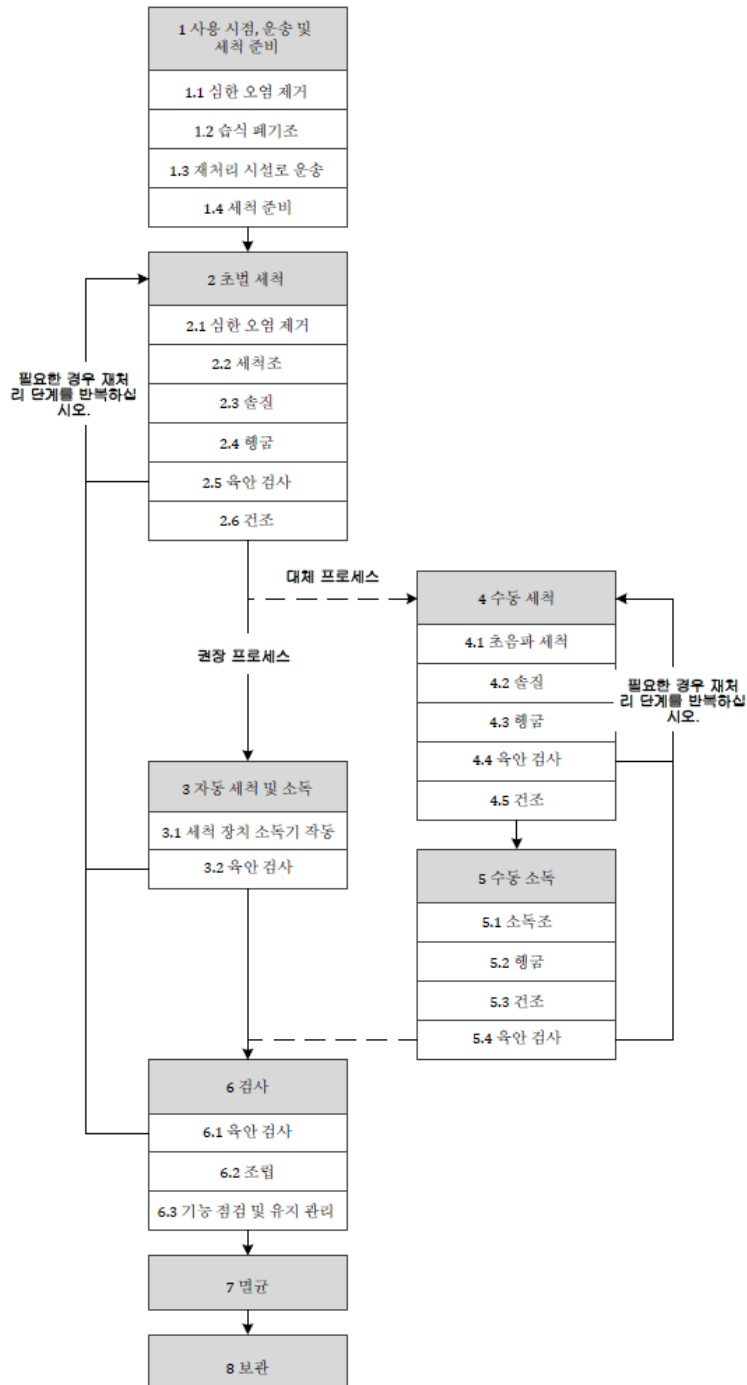 1 사용 시점, 운송 및
세척 준비
1.1 심한 오염 제거
1.2 습식 폐기조
1.3 재처리 시설로 운송
1.4 세척 준비
2 초벌 세척
2.1 심한 오염 제거
2.2 세척조
2.3 솔질
2.4 헹굼
2.5 육안 검사
2.6 건조
필요한 경우 재처
리 단계를 반복하십
시오.
대체 프로세스
권장 프로세스
4 수동 세척
4.1 초음파 세척
4.2 솔질
4.3 헹굼
4.4 육안 검사
4.5 건조
필요한 경우 재처
리 단계를 반복하십
시오.
3 자동 세척 및 소독
3.1 세척 장치 소독기 작동
3.2 육안 검사
5 수동 소독
5.1 소독조
5.2 헹굼
5.3 건조
5.4 육안 검사
6 검사
6.1 육안 검사
6.2 조립
6.3 기능 점검 및 유지 관리
7 멸균
8 보관